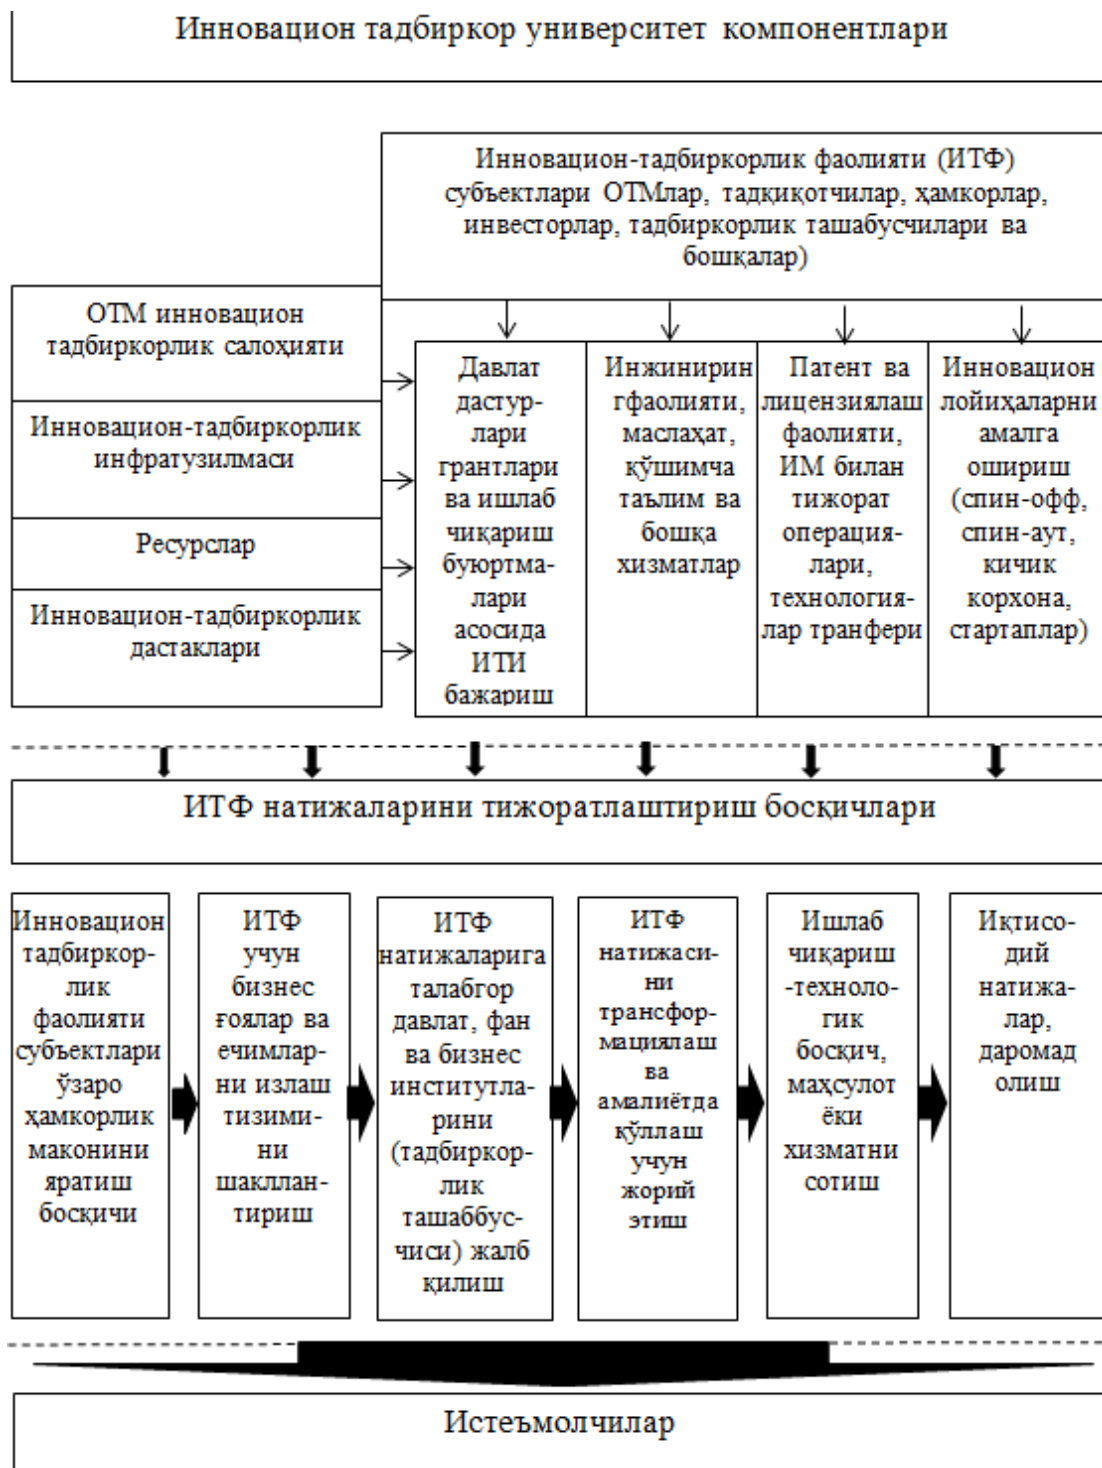 Инновацион тадбиркор университет компонентлари
Инновацион-тадбиркорлик фаолияти (ИТФ)
субъектлари ОТМлар, тадқиқотчилар, ҳамкорлар,
инвесторлар, тадбиркорлик ташабусчилари ва
бошқалар)
ОТМ инновацион
тадбиркорлик салоҳияти
Инновацион-тадбиркорлик
инфратузилмаси
Ресурслар
Инновацион-тадбиркорлик
дастаклари
Давлат
дастур-
лари
грантлари
ва ишлаб
чиқариш
буюртма-
лари
асосида
ИТИ
бажариш
Инжинирин
гфаолияти,
маслаҳат,
қўшимча
таълим ва
бошқа
хизматлар
Патент ва
лицензиялаш
фаолияти,
ИМ билан
тижорат
операция-
лари,
технология-
лар транфери
Инновацион
лойиҳаларни
амалга
ошириш
(спин-офф,
спин-аут,
кичик
корхона,
стартаплар)
ИТФ натижаларини тижоратлаштириш босқичлари
Инновацион
тадбиркор-
лик
фаолияти
субъектлари
ўзаро
ҳамкорлик
маконини
яратиш
босқичи
ИТФ
учун
бизнес
ғоялар ва
ечимлар-
ни излаш
тизими-
ни
шакллан-
тириш
ИТФ
натижаларига
талабгор
давлат, фан
ва бизнес
институтла-
рини
(тадбиркор-
лик
ташаббус-
чиси) жалб
қилиш
ИТФ
натижаси-
ни
трансфор-
мациялаш
ва
амалиётда
қўллаш
учун
жорий
этиш
Ишлаб
чиқариш
-техноло-
гик
босқич,
маҳсулот
ёки
хизматни
сотиш
Иқтисо-
дий
натижа-
лар,
даромад
олиш
Истеъмолчилар